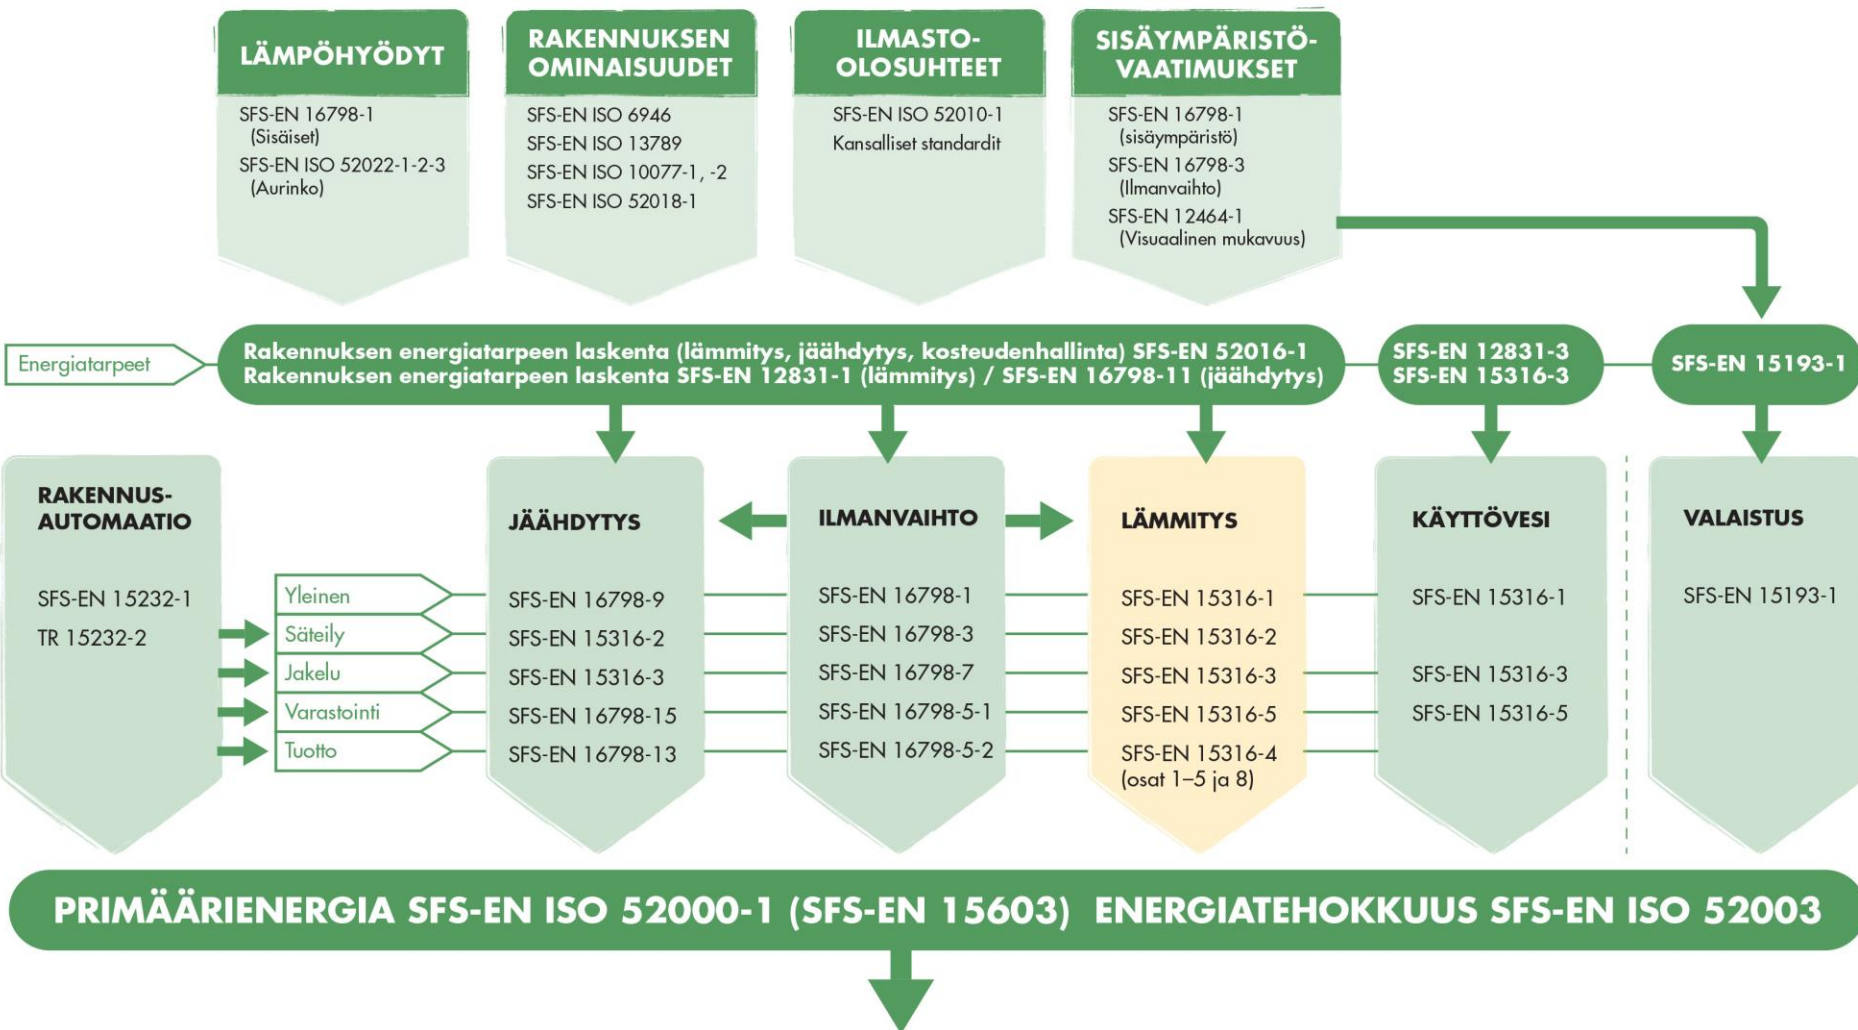 LÄMPÖHYÖDYT
SFS-EN 16798-1
(Sisäiset)
SFS-EN ISO 52022-1-2-3
(Aurinko)
RAKENNUKSEN
OMINAISUUDET
SFS-EN ISO 6946
SFS-EN ISO 13789
SFS-EN ISO 10077-1, -2
SFS-EN ISO 52018-1
ILMASTO-
OLOSUHTEET
SFS-EN ISO 52010-1
Kansalliset standardit
SISÄYMPÄRISTÖ-
VAATIMUKSET
SFS-EN 16798-1
(sisäympäristö)
SFS-EN 16798-3
(Ilmanvaihto)
SFS-EN 12464-1
(Visuaalinen mukavuus)
Energiatarpeet
Rakennuksen energiatarpeen laskenta (lämmitys, jäähdytys, kosteudenhallinta) SFS-EN 52016-1
Rakennuksen energiatarpeen laskenta SFS-EN 12831-1 (lämmitys) / SFS-EN 16798-11 (jäähdytys)
SFS-EN 12831-3
SFS-EN 15316-3
SFS-EN 15193-1
RAKENNUS-
AUTOMAATIO
SFS-EN 15232-1
TR 15232-2
Yleinen
Säteily
Jakelu
Varastointi
Tuotto
JÄÄHDYTYS
SFS-EN 16798-9
SFS-EN 15316-2
SFS-EN 15316-3
SFS-EN 16798-15
SFS-EN 16798-13
ILMANVAIHTO
SFS-EN 16798-1
SFS-EN 16798-3
SFS-EN 16798-7
SFS-EN 16798-5-1
SFS-EN 16798-5-2
LÄMMITYS
SFS-EN 15316-1
SFS-EN 15316-2
SFS-EN 15316-3
SFS-EN 15316-5
SFS-EN 15316-4
(osat 1–5 ja 8)
KÄYTTÖVESI
SFS-EN 15316-1
SFS-EN 15316-3
SFS-EN 15316-5
VALAISTUS
SFS-EN 15193-1
PRIMÄÄRIENERGIA SFS-EN ISO 52000-1 (SFS-EN 15603) ENERGIATEHOKKUUS SFS-EN ISO 52003